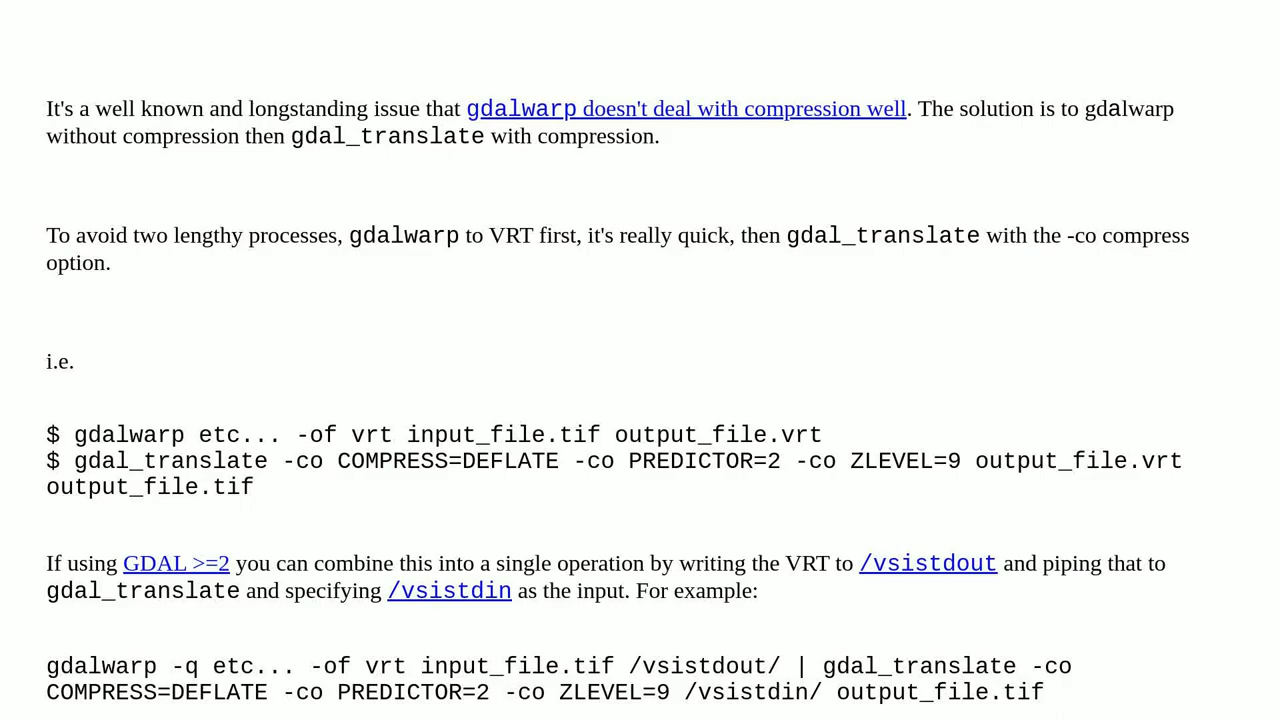 It's a well known and longstanding issue that gdalwarp doesn't deal with compression well. The solution is to gdalwarp
without compression then gdal_translate with compression.
To avoid two lengthy processes, gdalwarp to VRT first, it's really quick, then gdal_translate with the -co compress
option.
i.e.
$ gdalwarp etc... -of vrt input_file.tif output_file.vrt
$ gdal_translate -co COMPRESS=DEFLATE -co PREDICTOR=2 -co ZLEVEL=9 output_file.vrt
output_file.tif
If using GDAL >=2 you can combine this into a single operation by writing the VRT to /vsistdout and piping that to
gdal_translate and specifying /vsistdin as the input. For example:
gdalwarp -q etc... -of vrt input_file.tif /vsistdout/ | gdal_translate -co
COMPRESS=DEFLATE -co PREDICTOR=2 -co ZLEVEL=9 /vsistdin/ output_file.tif